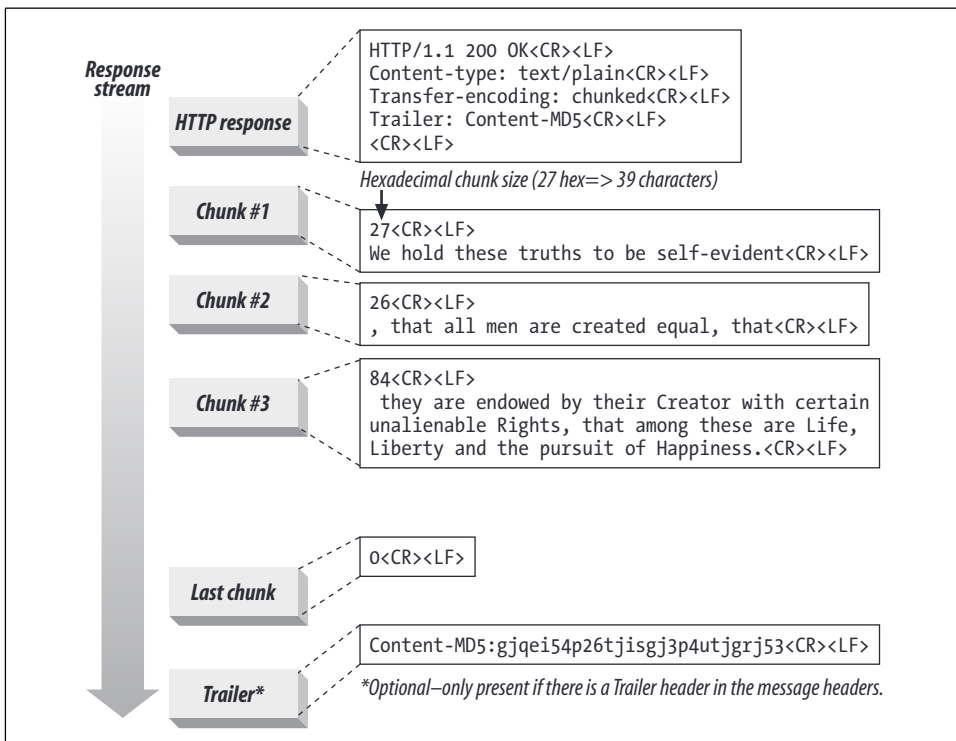 Response
stream
HTTP response
HTTP/1.1 200 OK<CR><LF>
Content-type: text/plain<CR><LF>
Transfer-encoding: chunked<CR><LF>
Trailer: Content-MD5<CR><LF>
<CR><LF>
Hexadecimal chunk size (27 hex=> 39 characters)
Chunk #1
27<CR><LF>
We hold these truths to be self-evident<CR><LF>
Chunk #2
26<CR><LF>
, that all men are created equal, that<CR><LF>
Chunk #3
84<CR><LF>
they are endowed by their Creator with certain
unalienable Rights, that among these are Life,
Liberty and the pursuit of Happiness.<CR><LF>
Last chunk
0<CR><LF>
Trailer*
Content-MD5:gjqei54p26tjisgj3p4utjgrj53<CR><LF>
*Optional—only present if there is a Trailer header in the message headers.